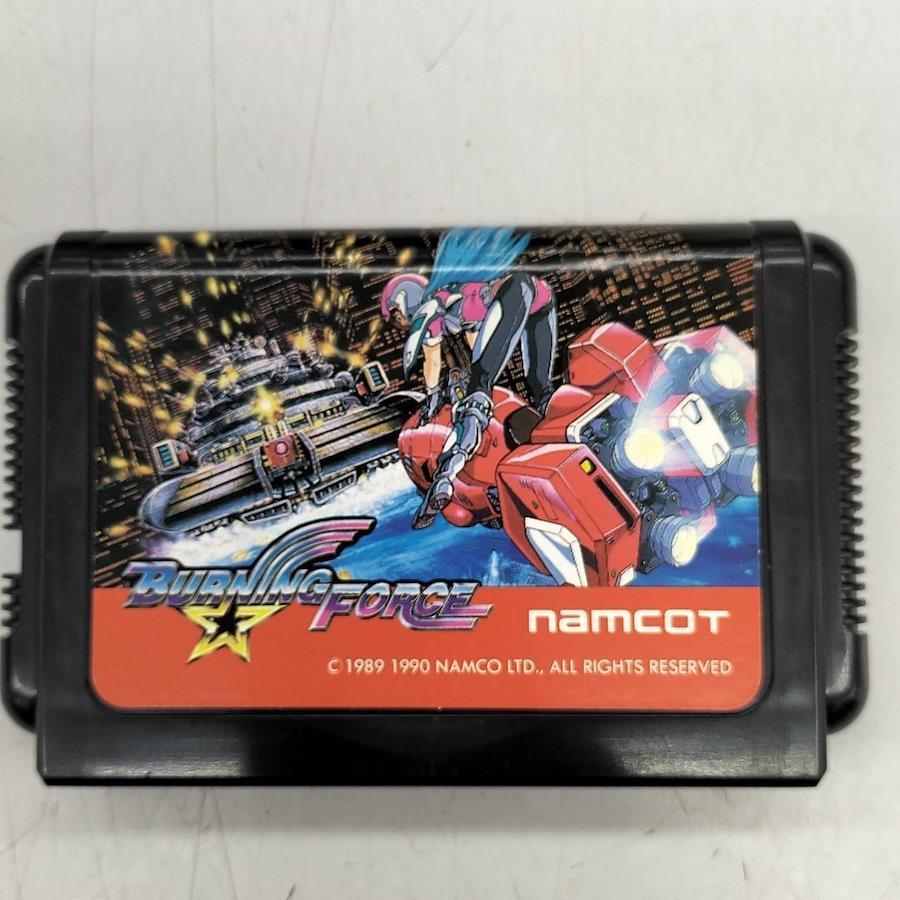 BURNING FORCE
namcoT
© 1989 1990 NAMCO LTD., ALL RIGHTS RESERVED